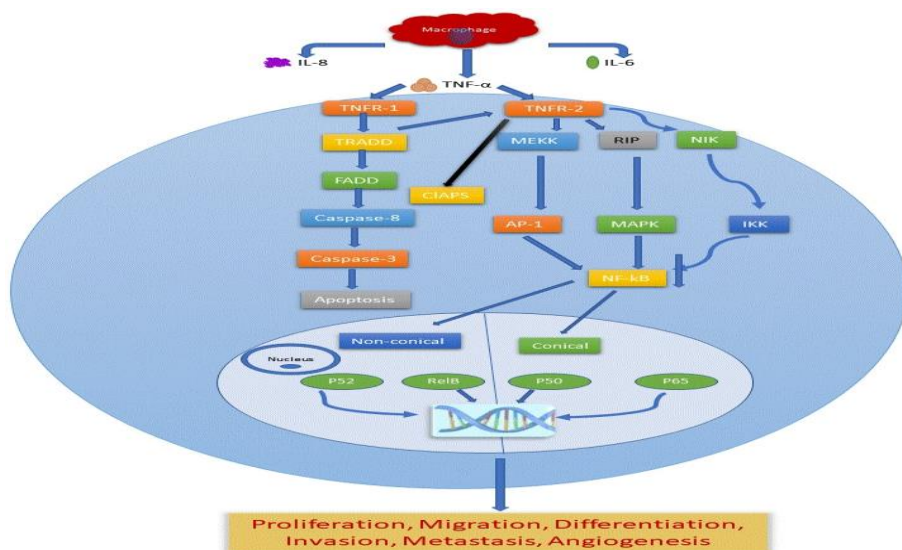 Macrophage
IL-8
IL-6
TNF-α
TNFR-1
TNFR-2
TRADD
MEKK
RIP
NIK
FADD
CIAPS
Caspase-8
AP-1
MAPK
IKK
Caspase-3
NF-kB
Apoptosis
Non-conical
Conical
Nucleus
P52
RelB
P50
P65
Proliferation, Migration, Differentiation,
Invasion, Metastasis, Angiogenesis